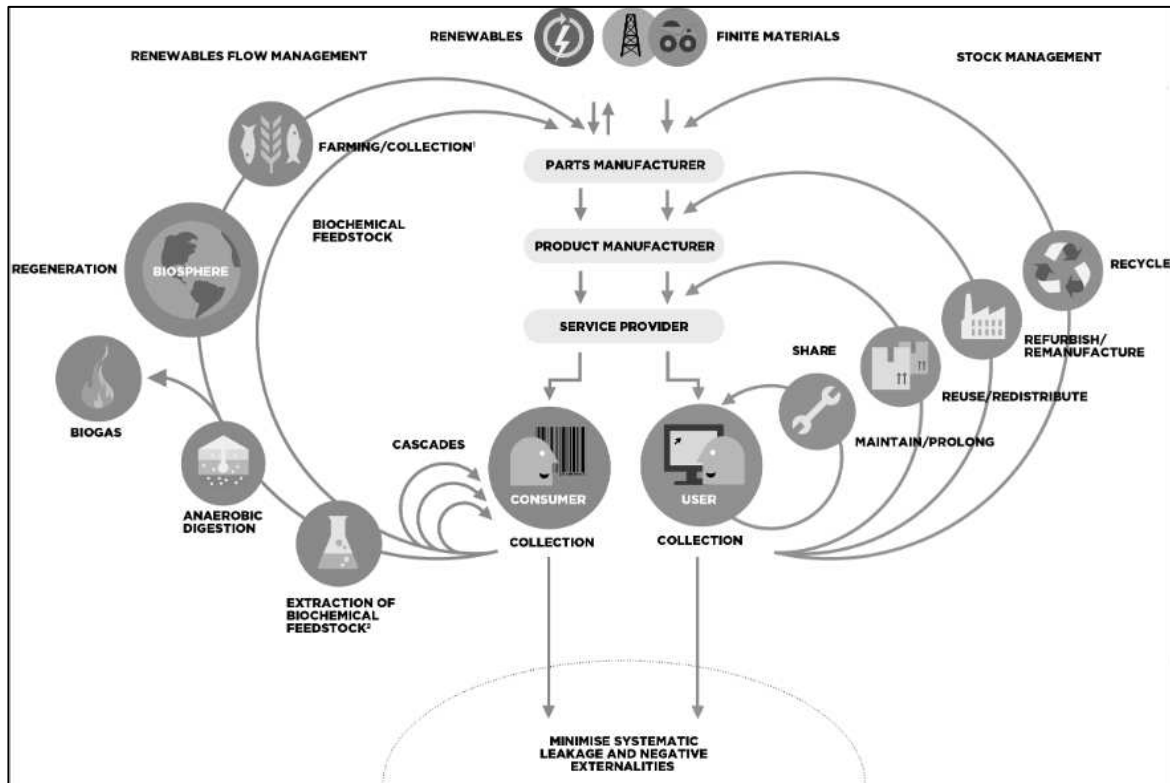 RENEWABLES
FINITE MATERIALS
RENEWABLES FLOW MANAGEMENT
STOCK MANAGEMENT
FARMING/COLLECTION¹
PARTS MANUFACTURER
BIOCHEMICAL
FEEDSTOCK
PRODUCT MANUFACTURER
REGENERATION
BIOSPHERE
RECYCLE
SERVICE PROVIDER
SHARE
REFURBISH/
REMANUFACTURE
REUSE/REDISTRIBUTE
BIOGAS
CASCADES
MAINTAIN/PROLONG
CONSUMER
USER
ANAEROBIC
DIGESTION
COLLECTION
COLLECTION
EXTRACTION OF
BIOCHEMICAL
FEEDSTOCK²
MINIMISE SYSTEMATIC
LEAKAGE AND NEGATIVE
EXTERNALITIES